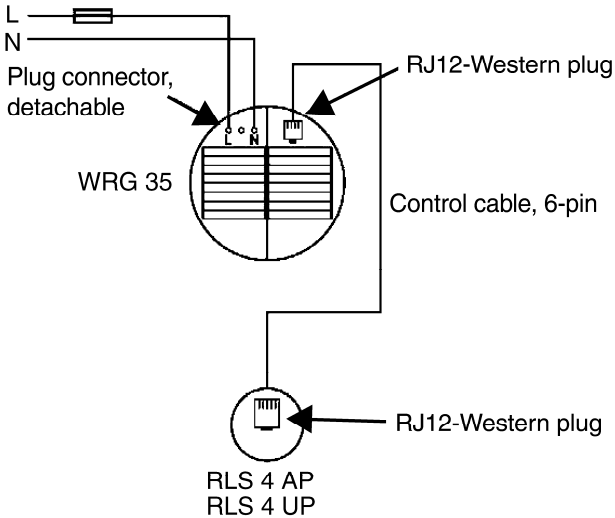 L
N
RJ12-Western plug
Plug connector,
detachable
L N
WRG 35
Control cable, 6-pin
RJ12-Western plug
RLS 4 AP
RLS 4 UP